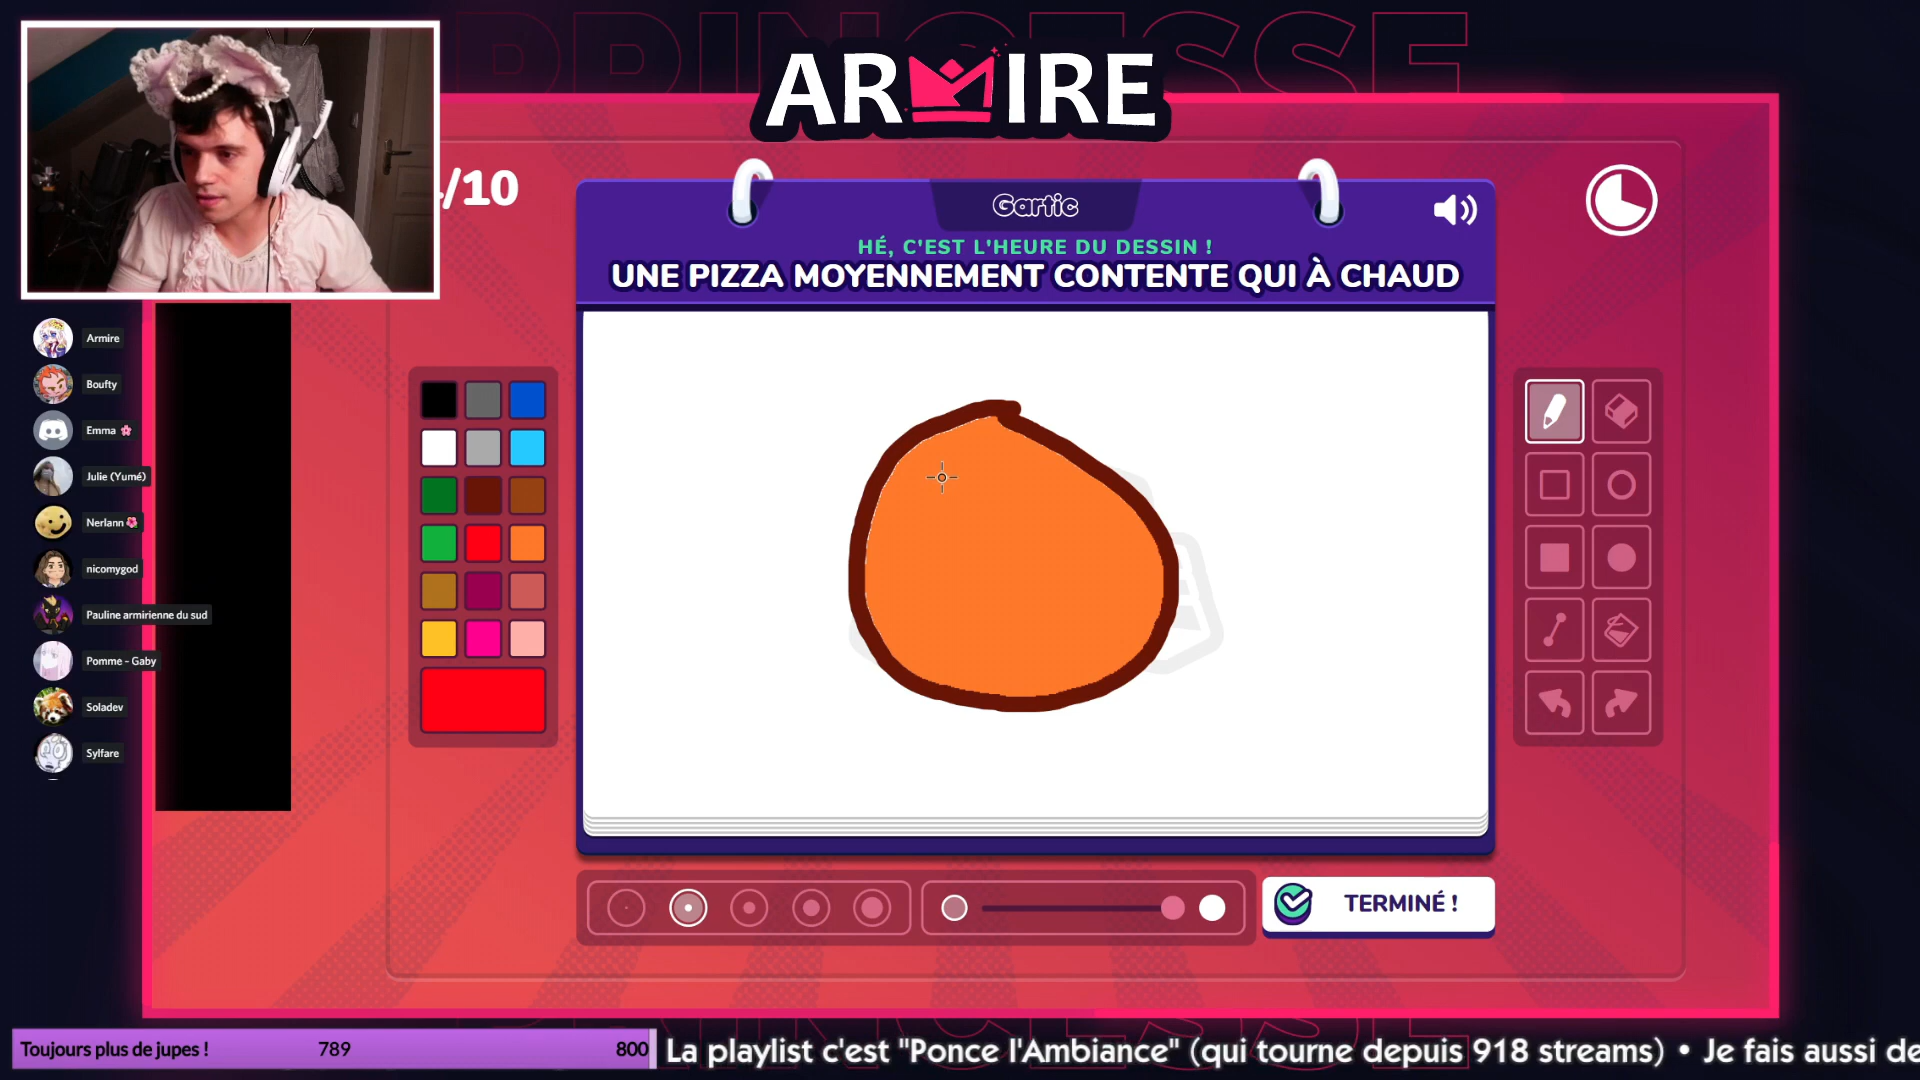 PRINCESSE
ARMIRE
/10
Gartic
HÉ, C'EST L'HEURE DU DESSIN !
UNE PIZZA MOYENNEMENT CONTENTE QUI À CHAUD
Armire
Boufty
Emma
Julie (Yumé)
Nerlann
nicomygod
Pauline armirienne du sud
Pomme - Gaby
Soladev
Sylfare
TERMINÉ !
Toujours plus de jupes ! 789 800
La playlist c'est "Ponce l'Ambiance" (qui tourne depuis 918 streams) • Je fais aussi de